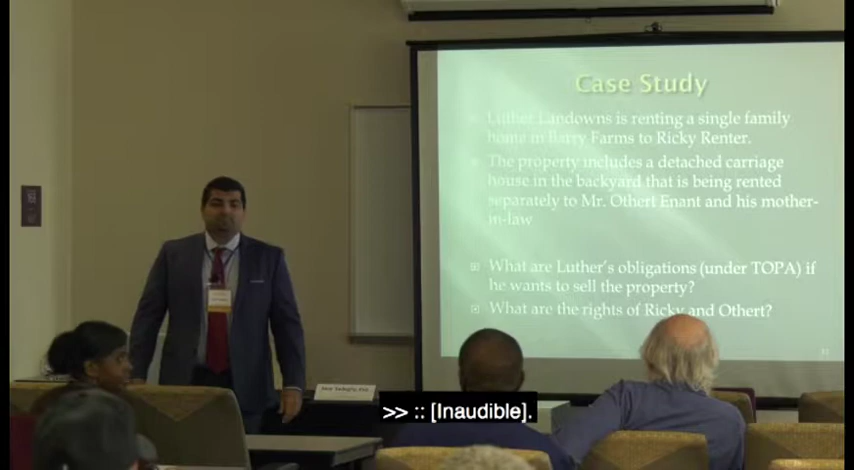 Case Study
Luther Landowns is renting a single family
home in Barry Farms to Ricky Renter.
The property includes a detached carriage
house in the backyard that is being rented
separately to Mr. Othert Enant and his mother-
in-law
What are Luther's obligations (under TOPA) if
he wants to sell the property?
What are the rights of Ricky and Othert?
>> :: [Inaudible].